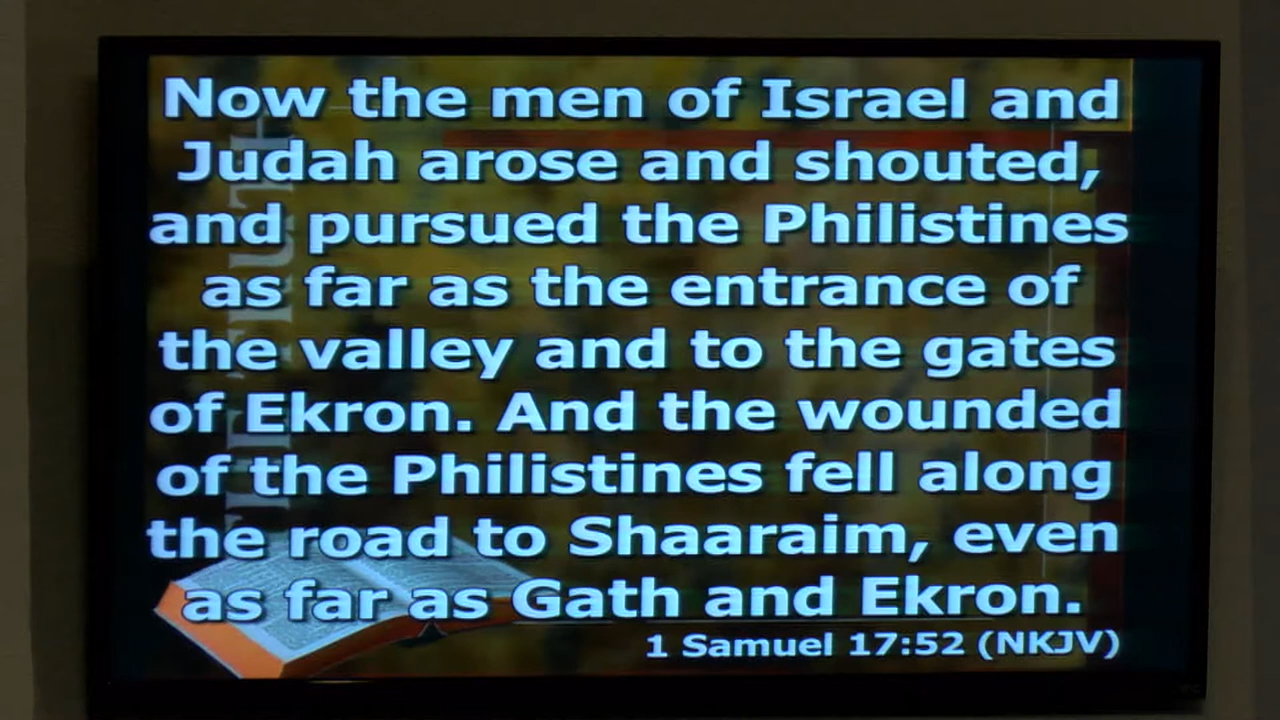 Now the men of Israel and
Judah arose and shouted,
and pursued the Philistines
as far as the entrance of
the valley and to the gates
of Ekron. And the wounded
of the Philistines fell along
the road to Shaaraim, even
as far as Gath and Ekron.
1 Samuel 17:52 (NKJV)